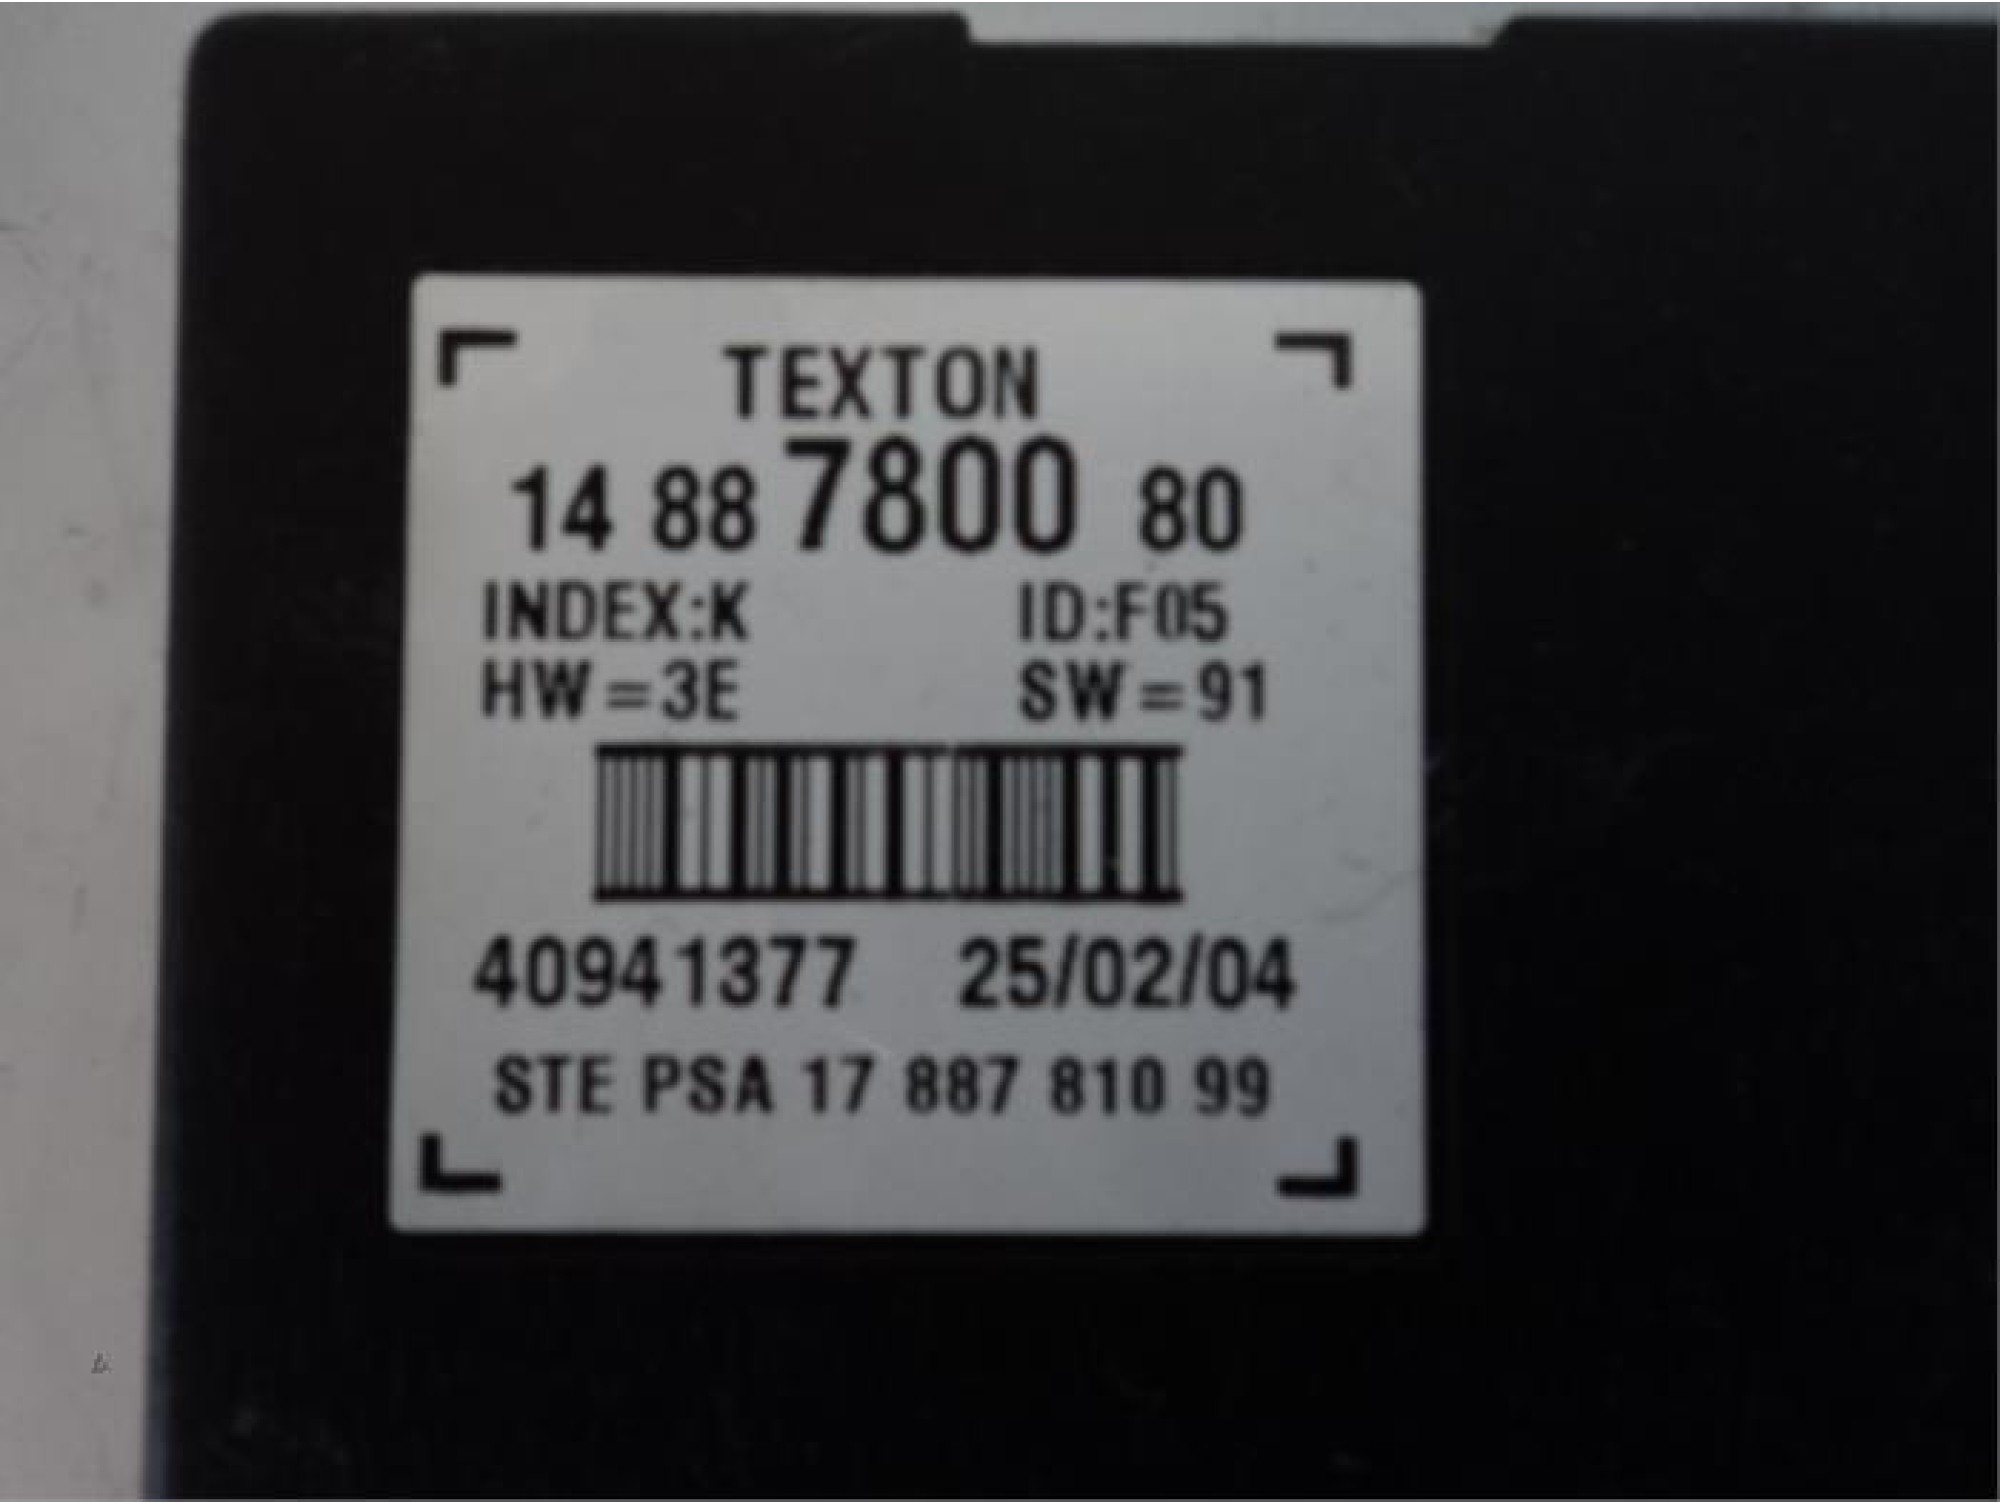 TEXTON
14 88 7800 80
INDEX:K ID:F05
HW=3E SW=91
40941377 25/02/04
STE PSA 17 887 810 99